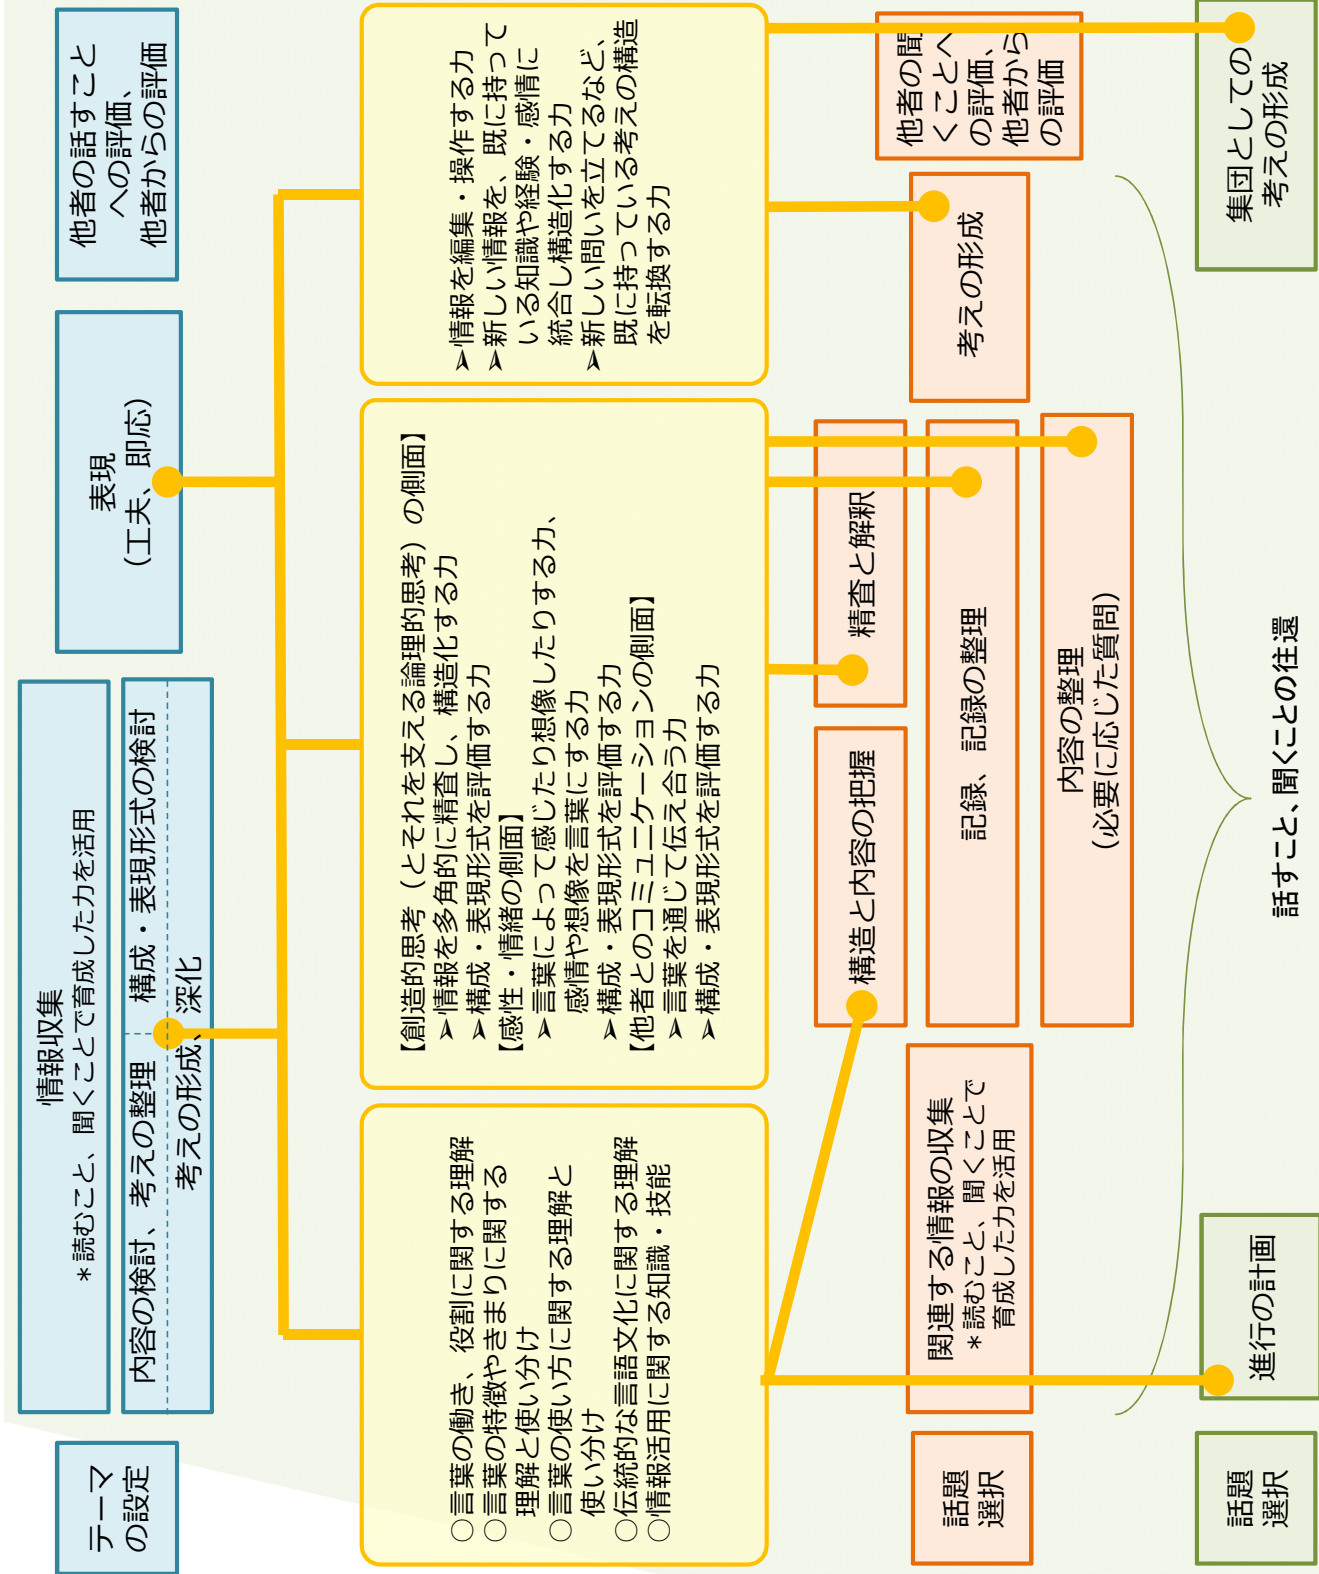 テーマ
の設定
情報収集
*読むこと、聞くことで育成した力を活用
内容の検討、考えの整理
構成・表現形式の検討
考えの形成、深化
表現
(工夫、即応)
他者の話すこと
への評価、
他者からの評価
○言葉の働き、役割に関する理解
○言葉の特徴やきまりに関する
理解と使い分け
○言葉の使い方に関する理解と
使い分け
○伝統的な言語文化に関する理解
○情報活用に関する知識・技能
【創造的思考(とそれを支える論理的思考)の側面】
➢情報を多角的に精査し、構造化する力
➢構成・表現形式を評価する力
【感性・情緒の側面】
➢言葉によって感じたり想像したりする力、
感情や想像を言葉にする力
➢構成・表現形式を評価する力
【他者とのコミュニケーションの側面】
➢言葉を通じて伝え合う力
➢構成・表現形式を評価する力
➢情報を編集・操作する力
➢新しい情報を、既に持って
いる知識や経験・感情に
統合し構造化する力
➢新しい問いを立てるなど、
既に持っている考えの構造
を転換する力
話題
選択
関連する情報の収集
*読むこと、聞くことで
育成した力を活用
構造と内容の把握
精査と解釈
記録、記録の整理
内容の整理
(必要に応じた質問)
考えの形成
他者の聞
くことへ
の評価、
他者から
の評価
話題
選択
進行の計画
話すこと、聞くことの往還
集団としての
考えの形成